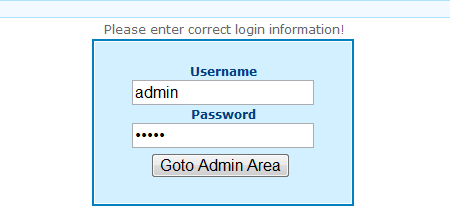 Please enter correct login information!
Username
admin
Password
•••••
Goto Admin Area